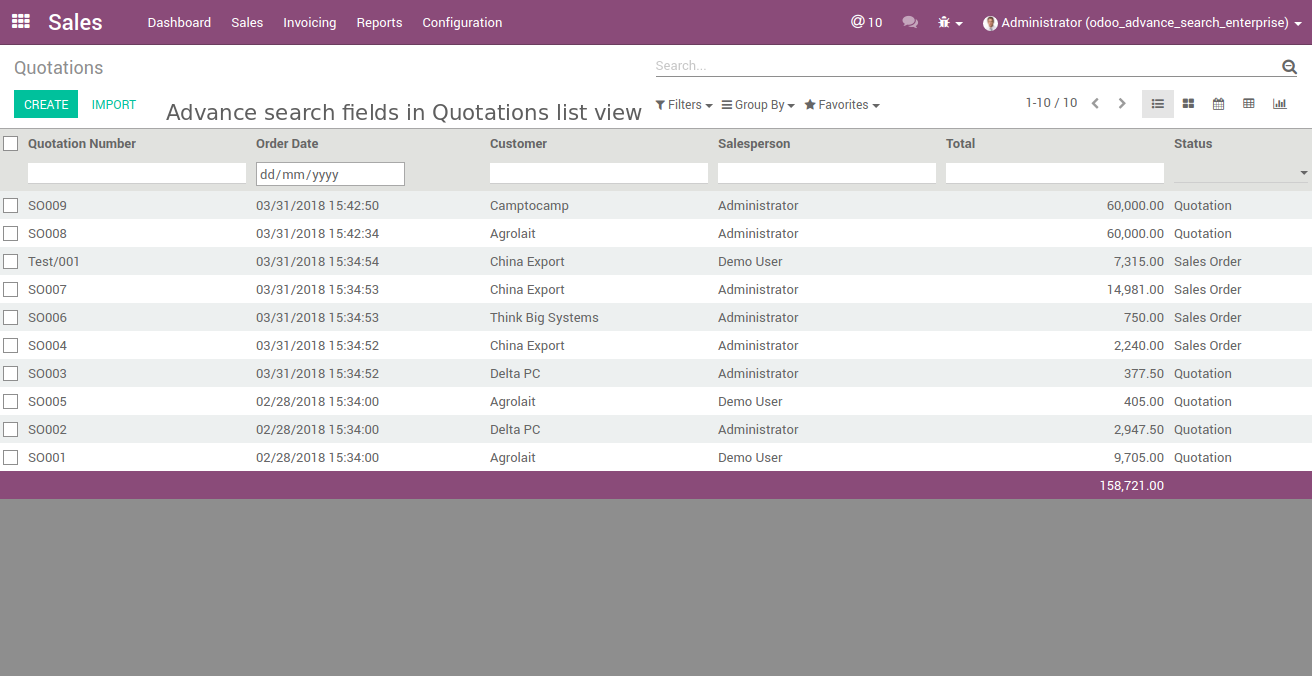 Sales Dashboard Sales Invoicing Reports Configuration @ 10 Administrator (odoo_advance_search_enterprise)
Quotations Search...
CREATE IMPORT Advance search fields in Quotations list view Filters Group By Favorites 1-10 / 10
Quotation Number Order Date Customer Salesperson Total Status
dd/mm/yyyy
SO009 03/31/2018 15:42:50 Camptocamp Administrator 60,000.00 Quotation
SO008 03/31/2018 15:42:34 Agrolait Administrator 60,000.00 Quotation
Test/001 03/31/2018 15:34:54 China Export Demo User 7,315.00 Sales Order
SO007 03/31/2018 15:34:53 China Export Administrator 14,981.00 Sales Order
SO006 03/31/2018 15:34:53 Think Big Systems Administrator 750.00 Sales Order
SO004 03/31/2018 15:34:52 China Export Administrator 2,240.00 Sales Order
SO003 03/31/2018 15:34:52 Delta PC Administrator 377.50 Quotation
SO005 02/28/2018 15:34:00 Agrolait Demo User 405.00 Quotation
SO002 02/28/2018 15:34:00 Delta PC Administrator 2,947.50 Quotation
SO001 02/28/2018 15:34:00 Agrolait Demo User 9,705.00 Quotation
158,721.00